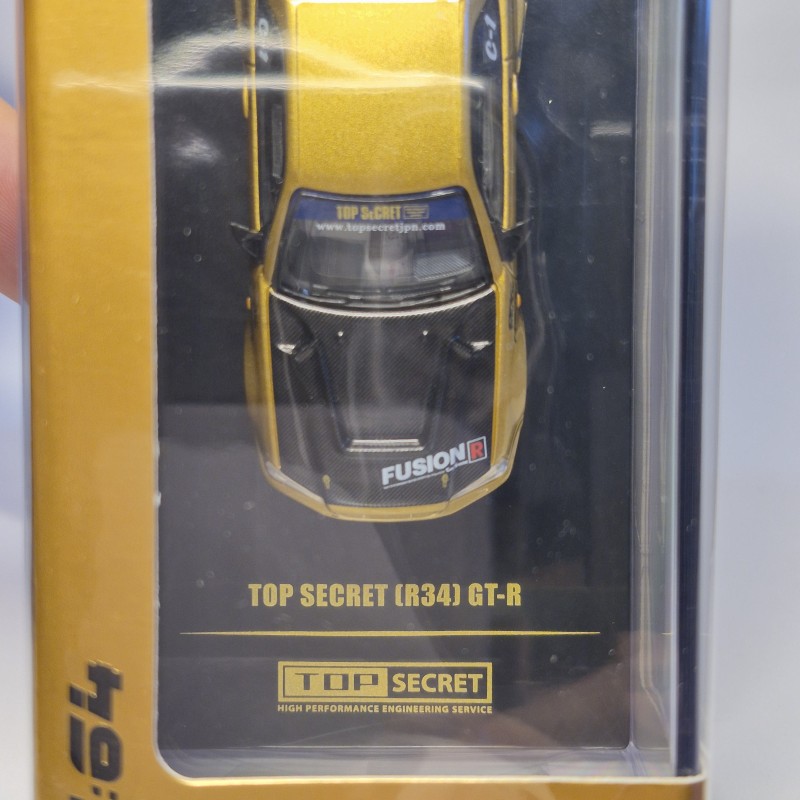 C-1
TOP SECRET
www.topsecretjpn.com
FUSION R
TOP SECRET (R34) GT-R
TOP SECRET
HIGH PERFORMANCE ENGINEERING SERVICE
:64